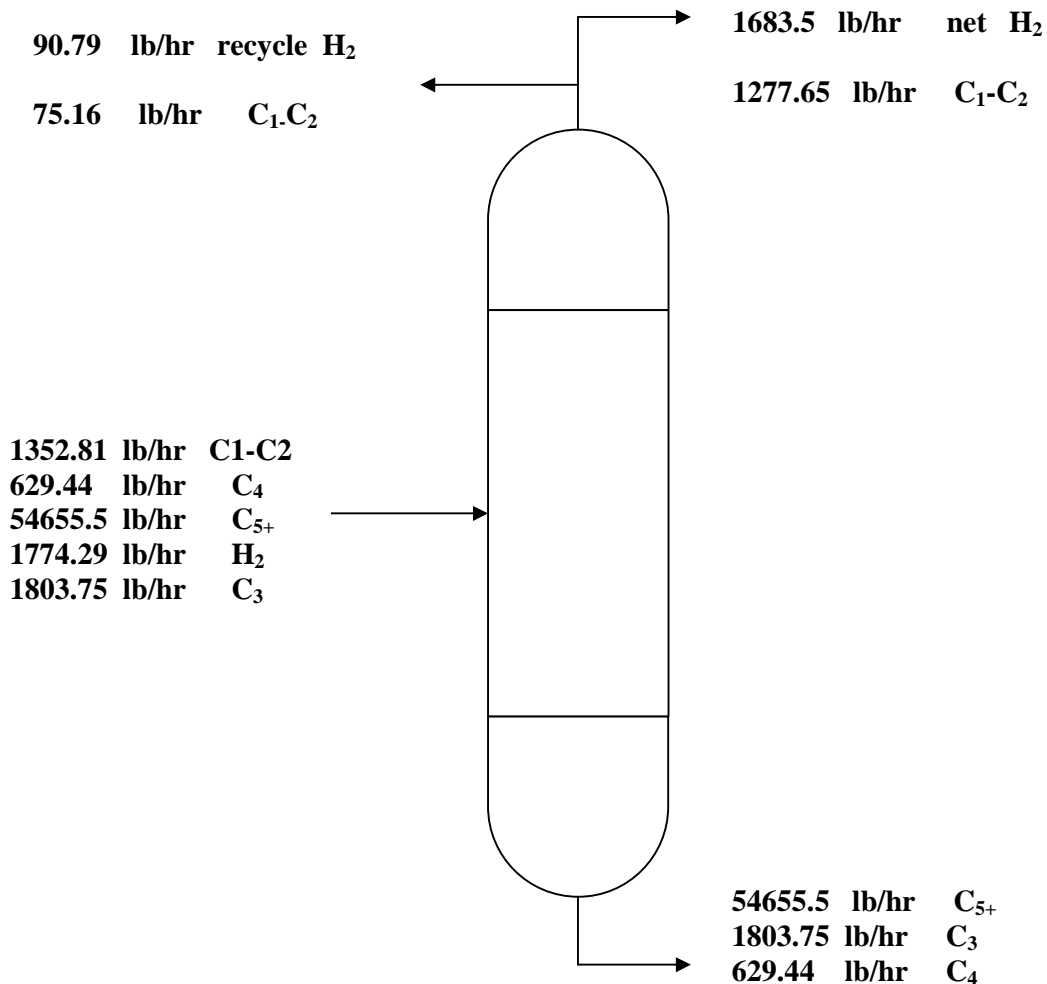 90.79 lb/hr recycle H₂
75.16 lb/hr C₁-C₂
1683.5 lb/hr net H₂
1277.65 lb/hr C₁-C₂
1352.81 lb/hr C1-C2
629.44 lb/hr C₄
54655.5 lb/hr C₅₊
1774.29 lb/hr H₂
1803.75 lb/hr C₃
54655.5 lb/hr C₅₊
1803.75 lb/hr C₃
629.44 lb/hr C₄